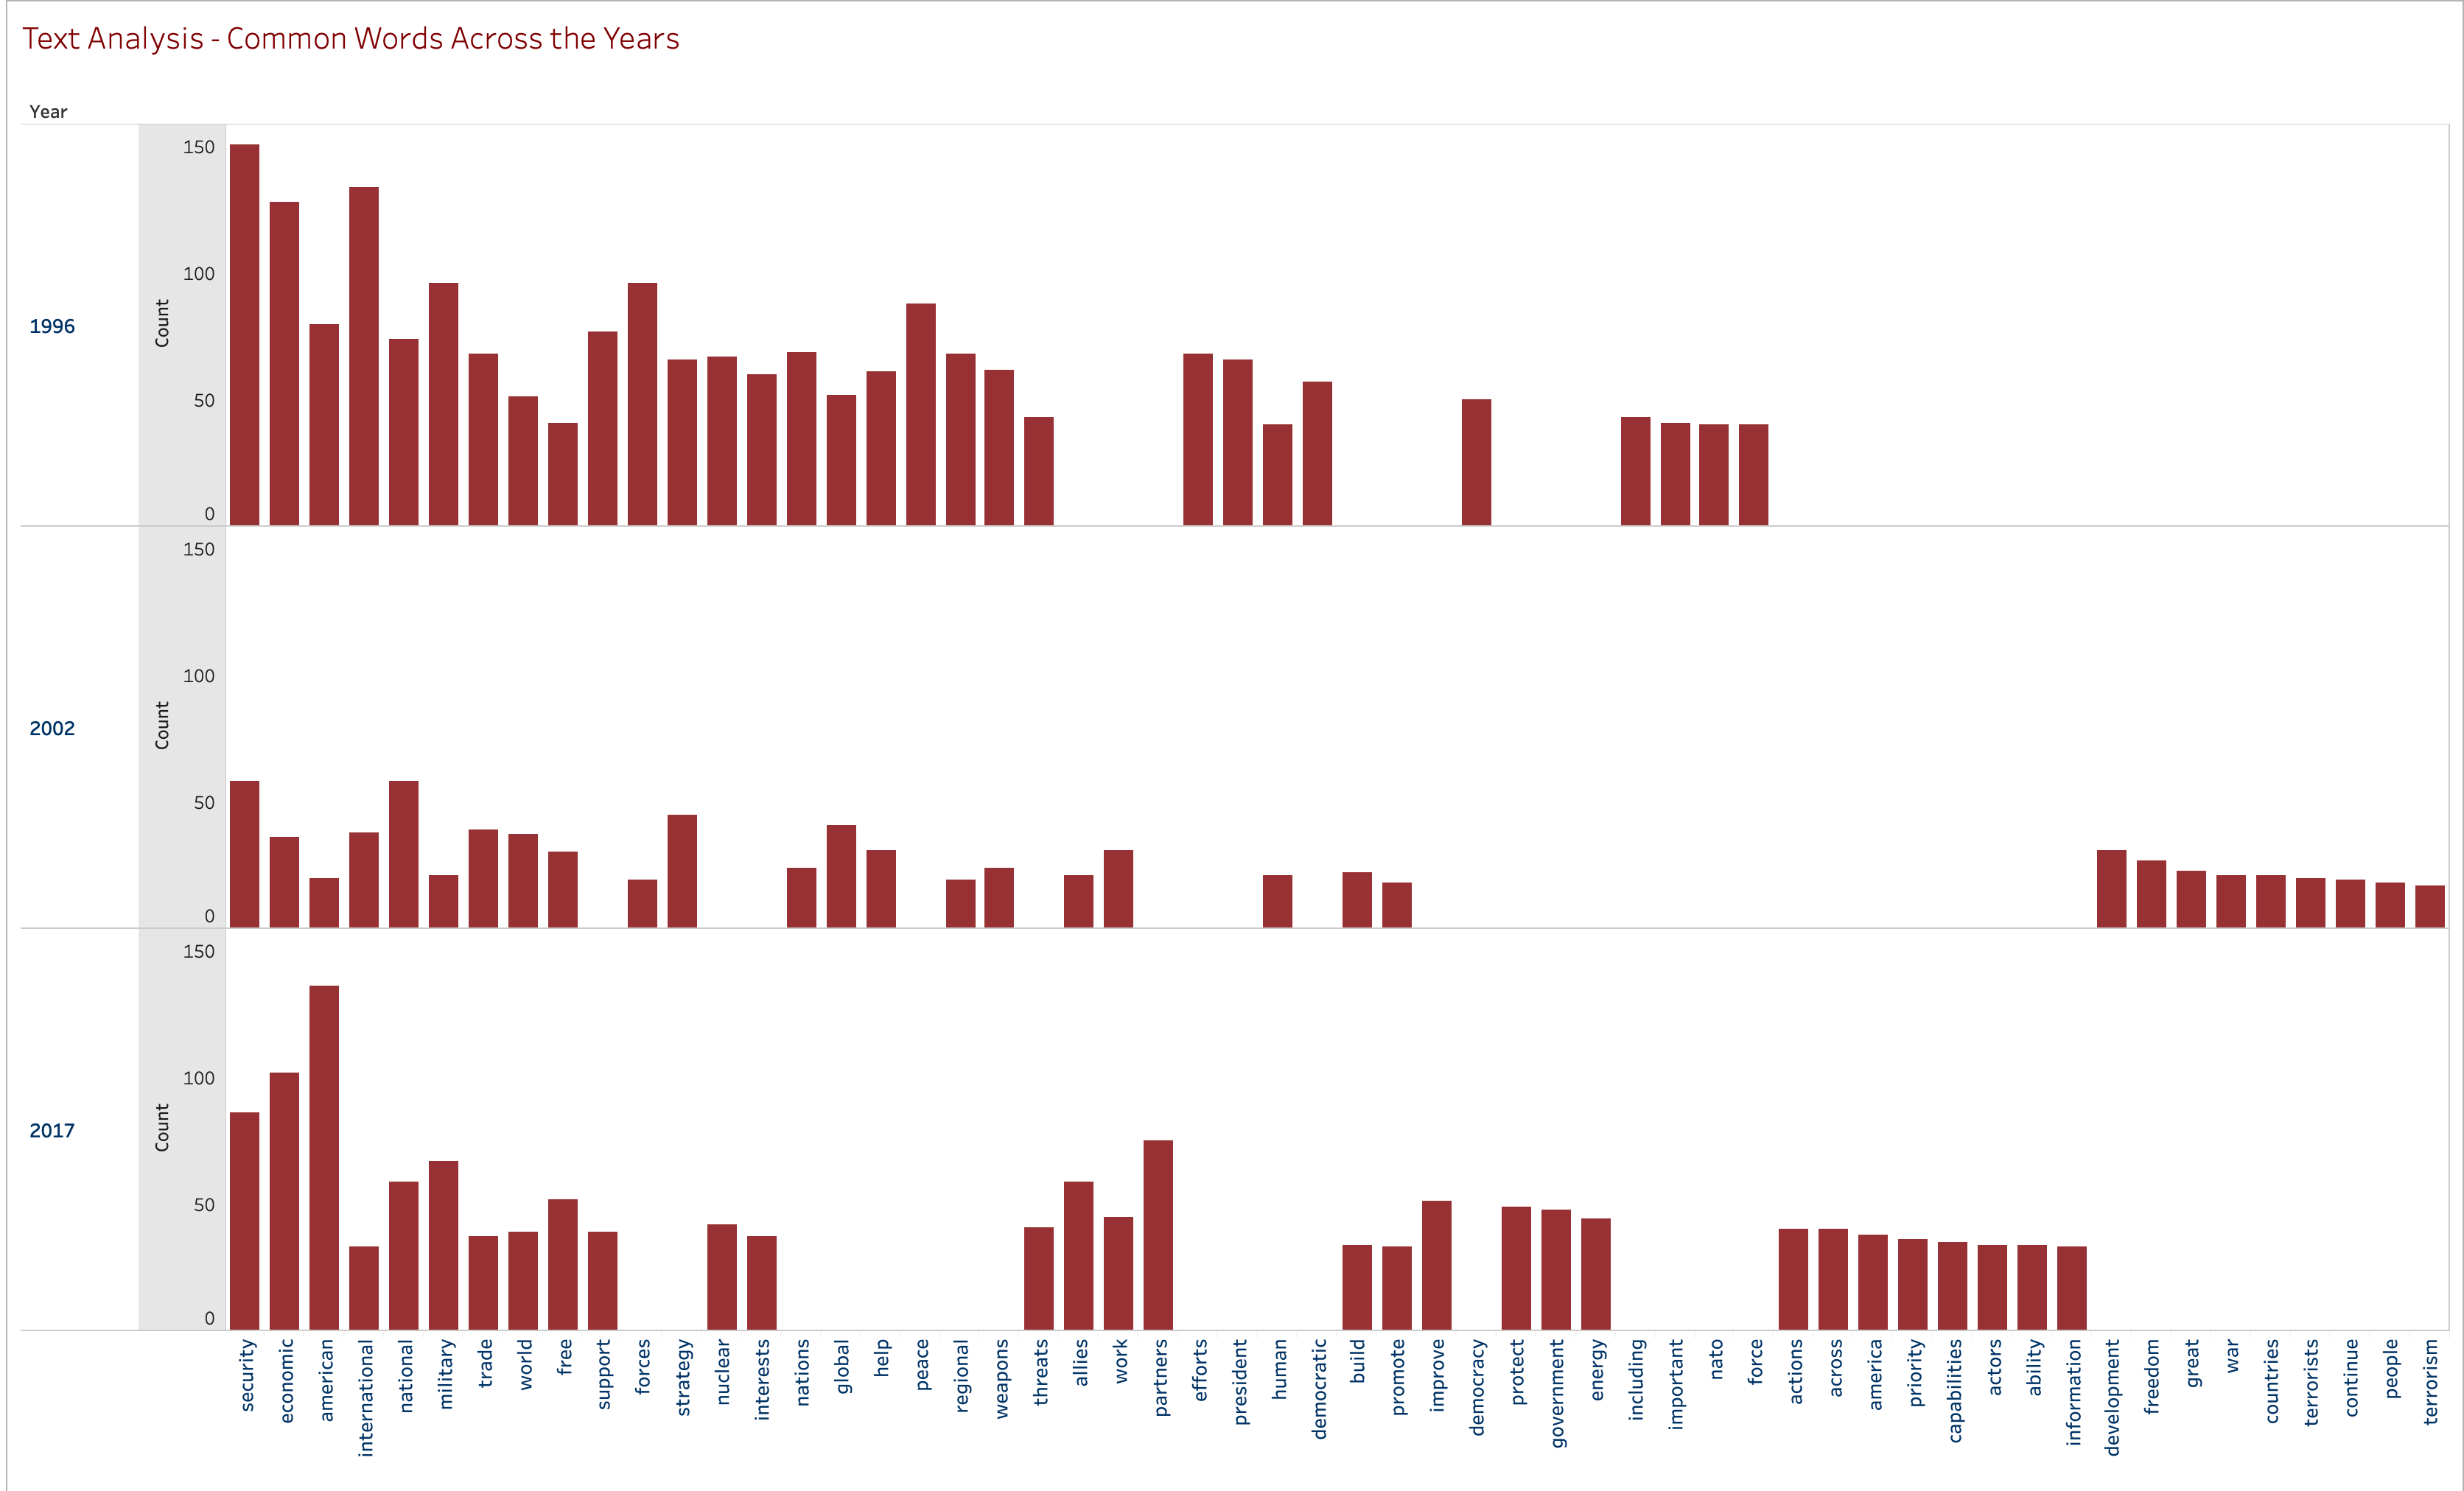 Text Analysis - Common Words Across the Years
Year
150
100
50
0
Count
1996
150
100
50
0
Count
2002
150
100
50
0
Count
2017
security
economic
american
international
national
military
trade
world
free
support
forces
strategy
nuclear
interests
nations
global
help
peace
regional
weapons
threats
allies
work
partners
efforts
president
human
democratic
build
promote
improve
democracy
protect
government
energy
including
important
nato
force
actions
across
america
priority
capabilities
actors
ability
information
development
freedom
great
war
countries
terrorists
continue
people
terrorism